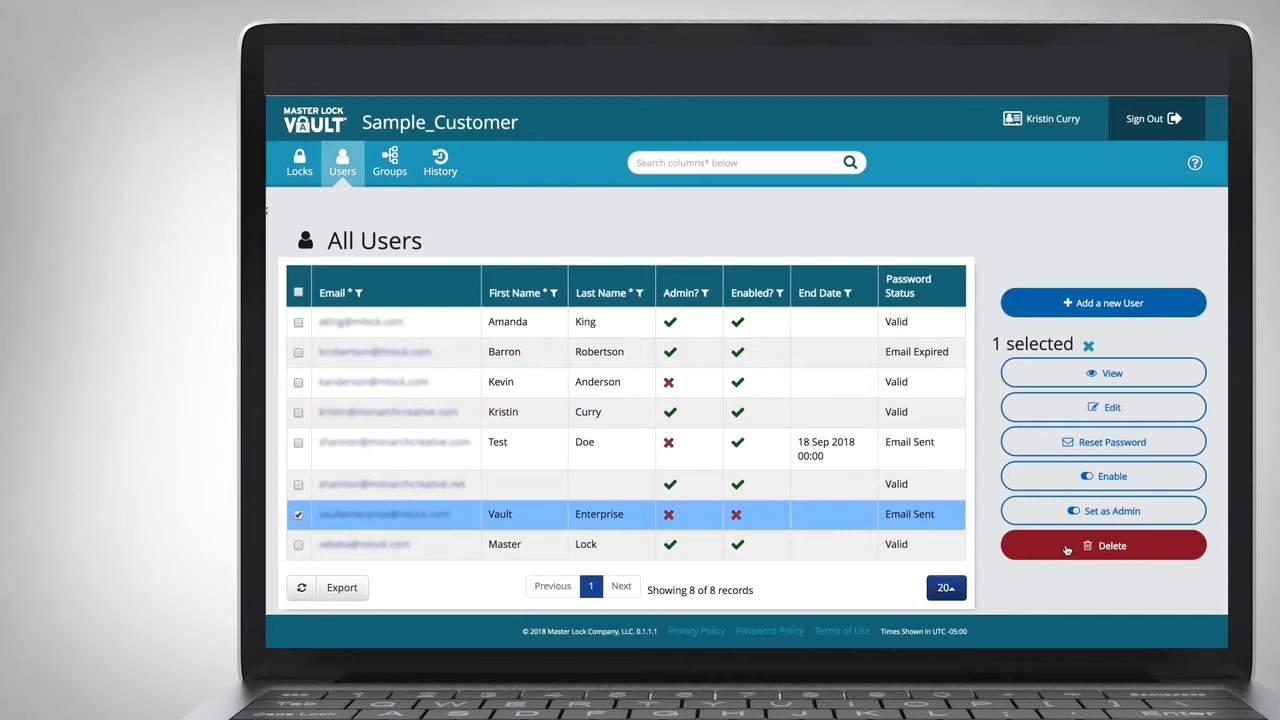 MASTER LOCK
VAULT
Sample_Customer
Kristin Curry
Sign Out
Locks
Users
Groups
History
Search columns* below
All Users
Email * First Name * Last Name * Admin? Enabled? End Date Password Status
Amanda King Valid
Barron Robertson Email Expired
Kevin Anderson Valid
Kristin Curry Valid
Test Doe 18 Sep 2018 00:00 Email Sent
Valid
Vault Enterprise Email Sent
Master Lock Valid
Add a new User
1 selected
View
Edit
Reset Password
Enable
Set as Admin
Delete
Export
Previous 1 Next
Showing 8 of 8 records
20
© 2018 Master Lock Company, LLC. 0.1.1.1 Privacy Policy Password Policy Terms of Use Times Shown in UTC -05:00